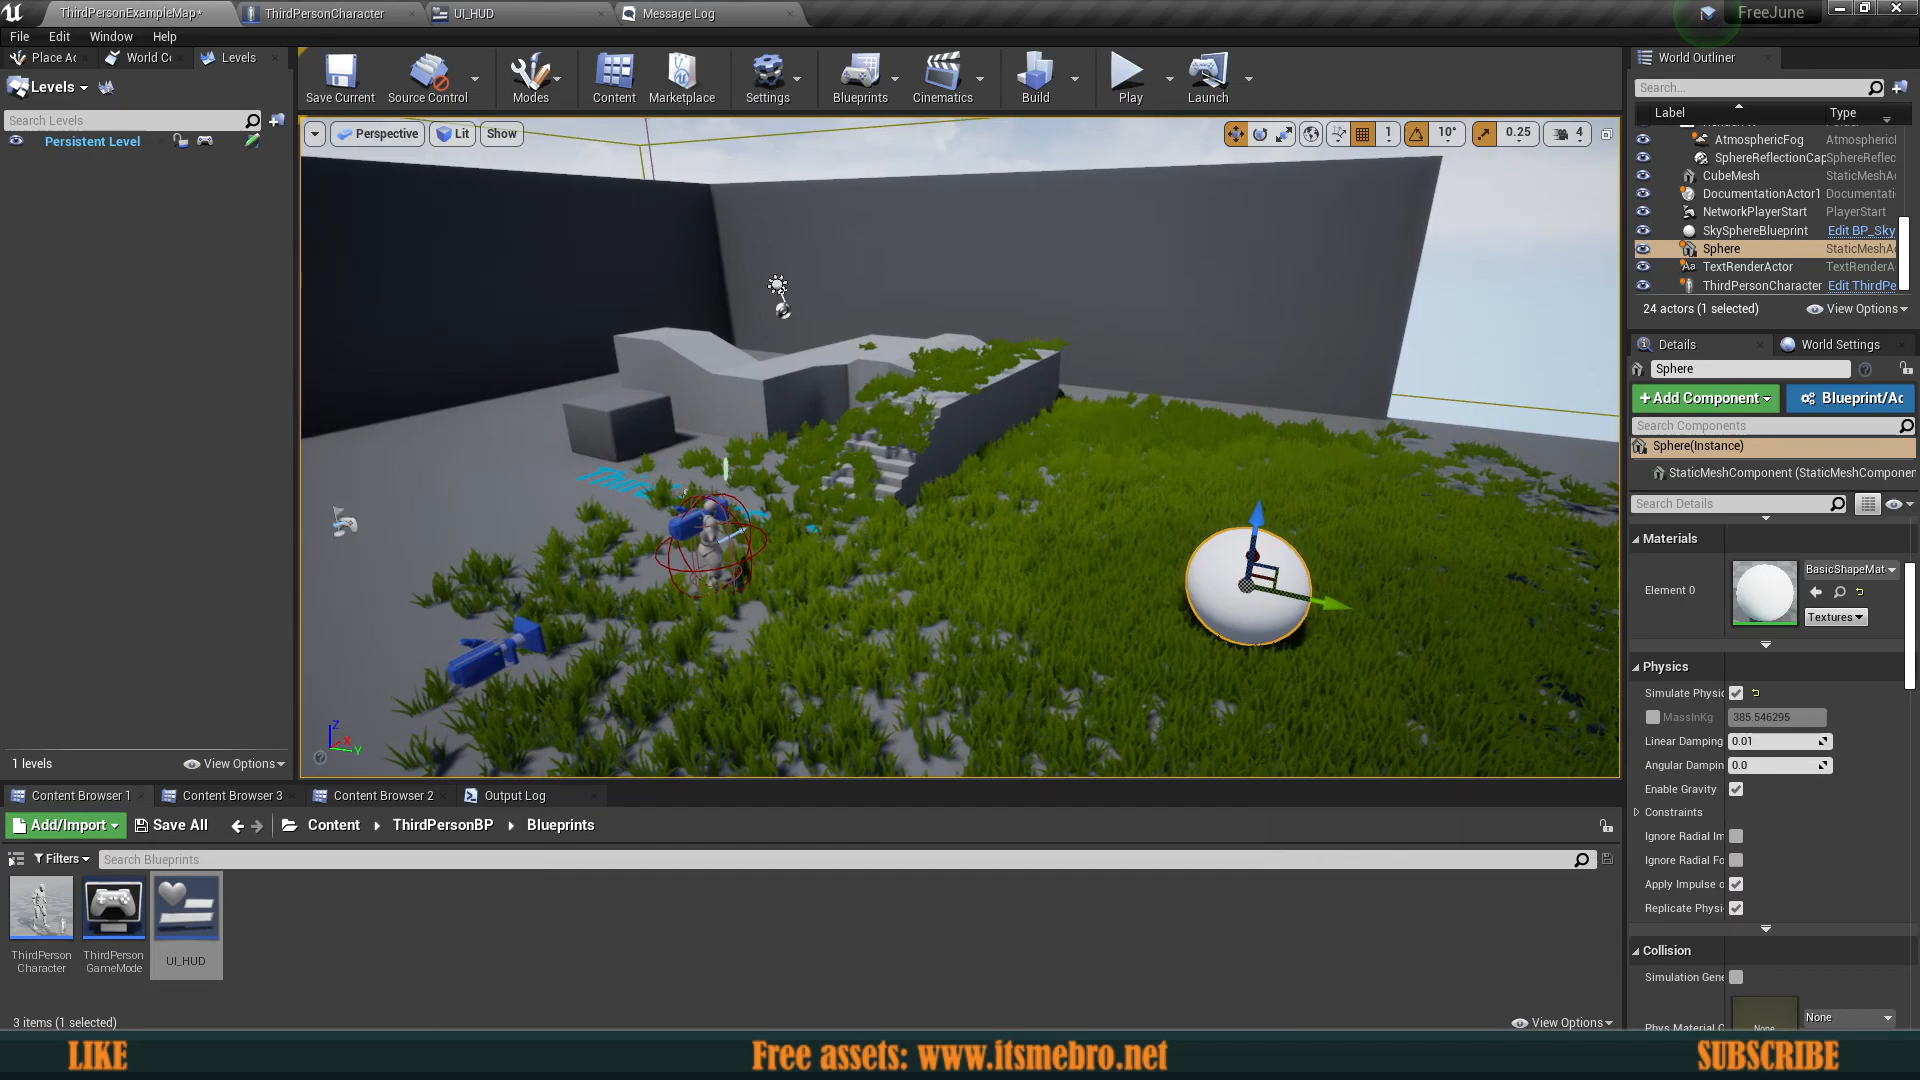 ThirdPersonExampleMap*
ThirdPersonCharacter
UI_HUD
Message Log
FreeJune
File Edit Window Help
Place Ac
World Cc
Levels
Levels
Search Levels
Persistent Level
1 levels
View Options
Save Current
Source Control
Modes
Content
Marketplace
Settings
Blueprints
Cinematics
Build
Play
Launch
Perspective
Lit
Show
1
10°
0.25
4
Z
X
Y
World Outliner
Search...
Label Type
AtmosphericFog Atmospheric
SphereReflectionCap SphereReflec
CubeMesh StaticMeshAc
DocumentationActor1 Documentati
NetworkPlayerStart PlayerStart
SkySphereBlueprint Edit BP_Sky
Sphere StaticMeshAc
TextRenderActor TextRenderA
ThirdPersonCharacter Edit ThirdPe
24 actors (1 selected)
View Options
Details
World Settings
Sphere
+Add Component
Blueprint/Ac
Search Components
Sphere(Instance)
StaticMeshComponent (StaticMeshComponen
Search Details
Materials
Element 0
BasicShapeMat
Textures
Physics
Simulate Physic
MassInKg 385.546295
Linear Damping 0.01
Angular Dampin 0.0
Enable Gravity
Constraints
Ignore Radial Im
Ignore Radial Fo
Apply Impulse o
Replicate Physi
Collision
Simulation Gene
Phys Material O
None
None
Content Browser 1
Content Browser 3
Content Browser 2
Output Log
Add/Import
Save All
Content
ThirdPersonBP
Blueprints
Filters
Search Blueprints
ThirdPerson
Character
ThirdPerson
GameMode
UI_HUD
3 items (1 selected)
View Options
LIKE
Free assets: www.itsmebro.net
SUBSCRIBE